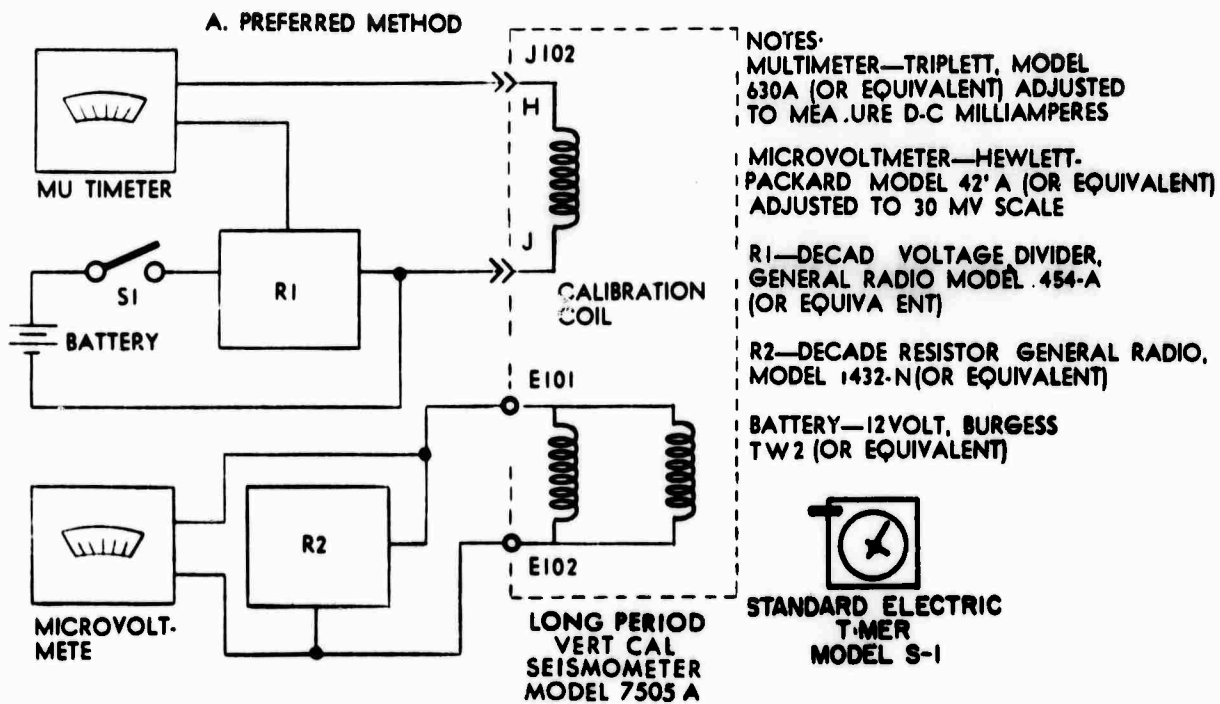 A. PREFERRED METHOD
J102
H
MU TIMETER
J
S1
R1
BATTERY
CALIBRATION
COIL
E101
R2
E102
MICROVOLT-
METE
LONG PERIOD
VERT CAL
SEISMOMETER
MODEL 7505 A
NOTES·
MULTIMETER—TRIPLETT, MODEL
630A (OR EQUIVALENT) ADJUSTED
TO MEA .URE D-C MILLIAMPERES
MICROVOLTMETER—HEWLETT-
PACKARD MODEL 42'A (OR EQUIVALENT)
ADJUSTED TO 30 MV SCALE
R1—DECAD VOLTAGE DIVIDER,
GENERAL RADIO MODEL .454-A
(OR EQUIVA ENT)
R2—DECADE RESISTOR GENERAL RADIO,
MODEL 1432-N (OR EQUIVALENT)
BATTERY—12 VOLT, BURGESS
TW2 (OR EQUIVALENT)
STANDARD ELECTRIC
T·MER
MODEL S-1